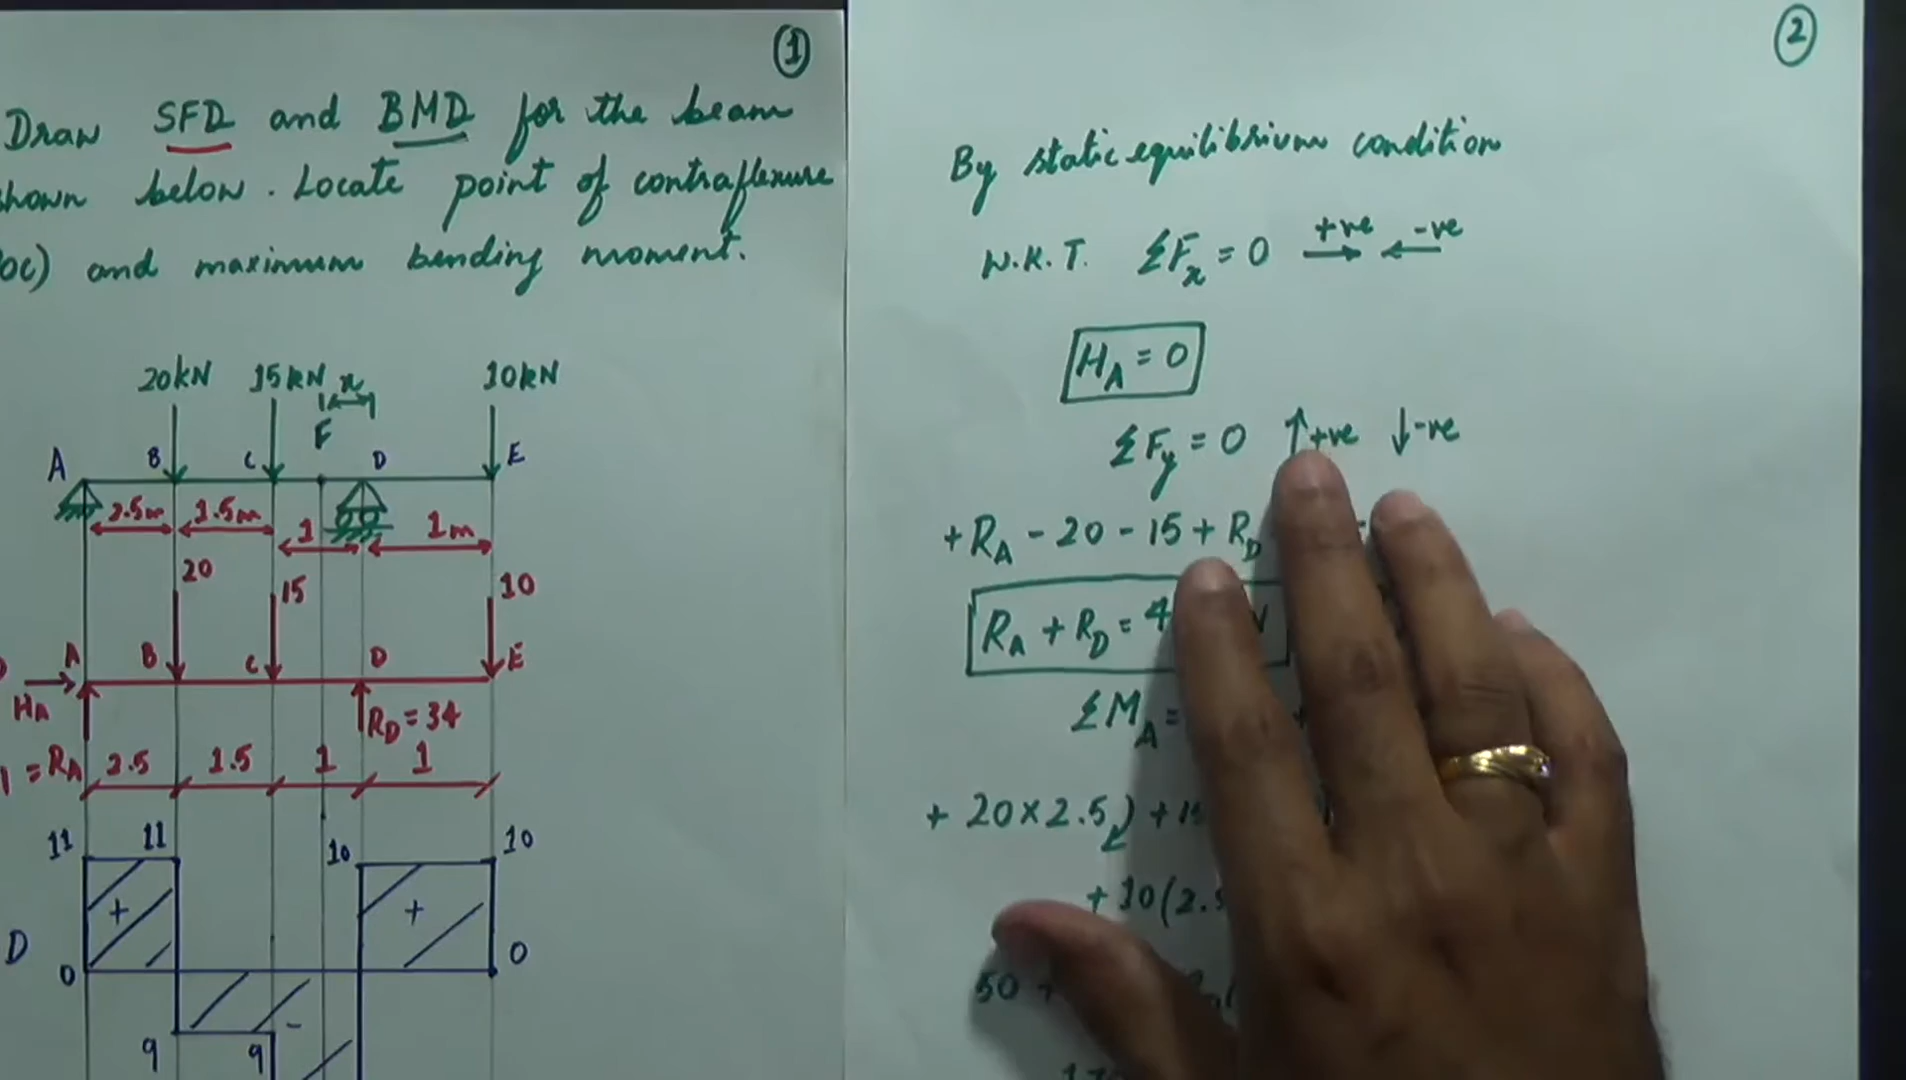 ①
Draw SFD and BMD for the beam
shown below. Locate point of contraflexure
oc) and maximum bending moment.
20kN 15kN x 10kN
F
A B C D E
2.5m 1.5m 1 1m
20 15 10
A B C D E
HA RD = 34
1 = RA 2.5 1.5 1 1
11 11 10 10
+ +
D 0 0
-
9 9
②
By static equilibrium condition
W.K.T. ΣFx = 0 +ve -ve
HA = 0
ΣFy = 0 ↑+ve ↓-ve
+RA - 20 - 15 + RD
RA + RD = 4
ΣMA =
+ 20 × 2.5) +
+ 10(2.
50 +